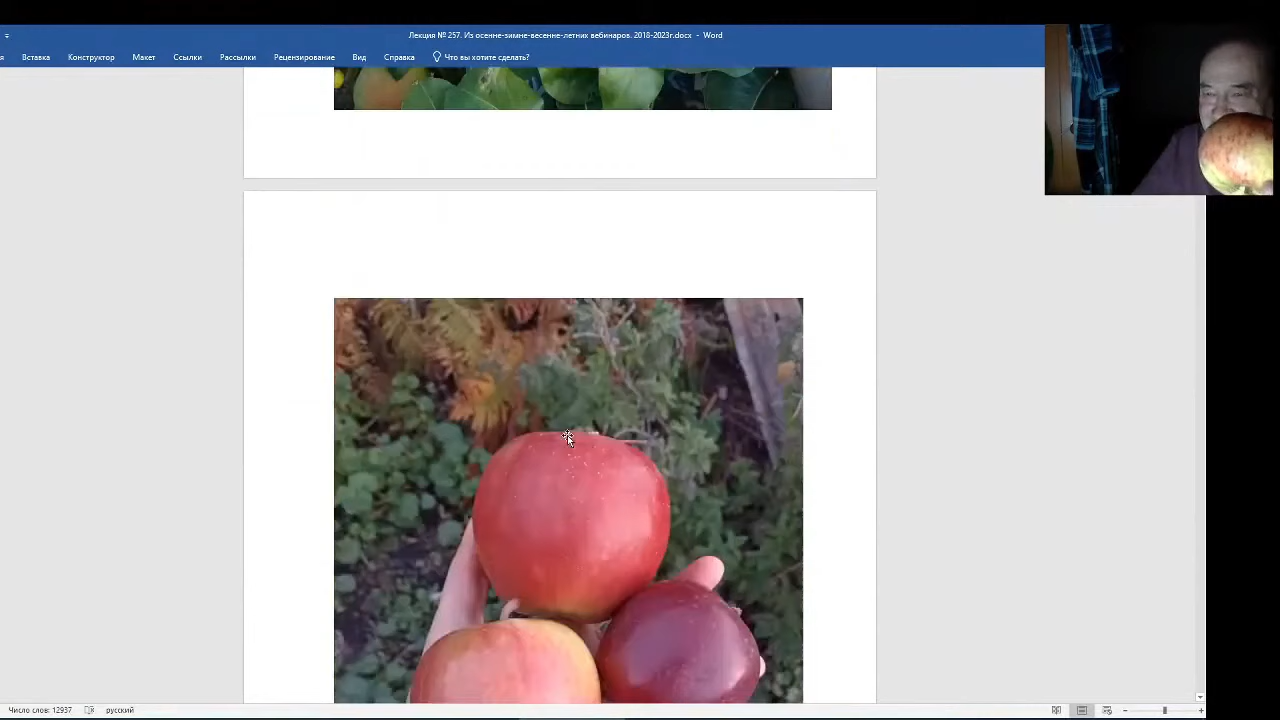 Лекция № 257. Из осенне-зимне-весенне-летних вебинаров. 2018-2023г.docx - Word
я Вставка Конструктор Макет Ссылки Рассылки Рецензирование Вид Справка Что вы хотите сделать?
Число слов: 12937 русский